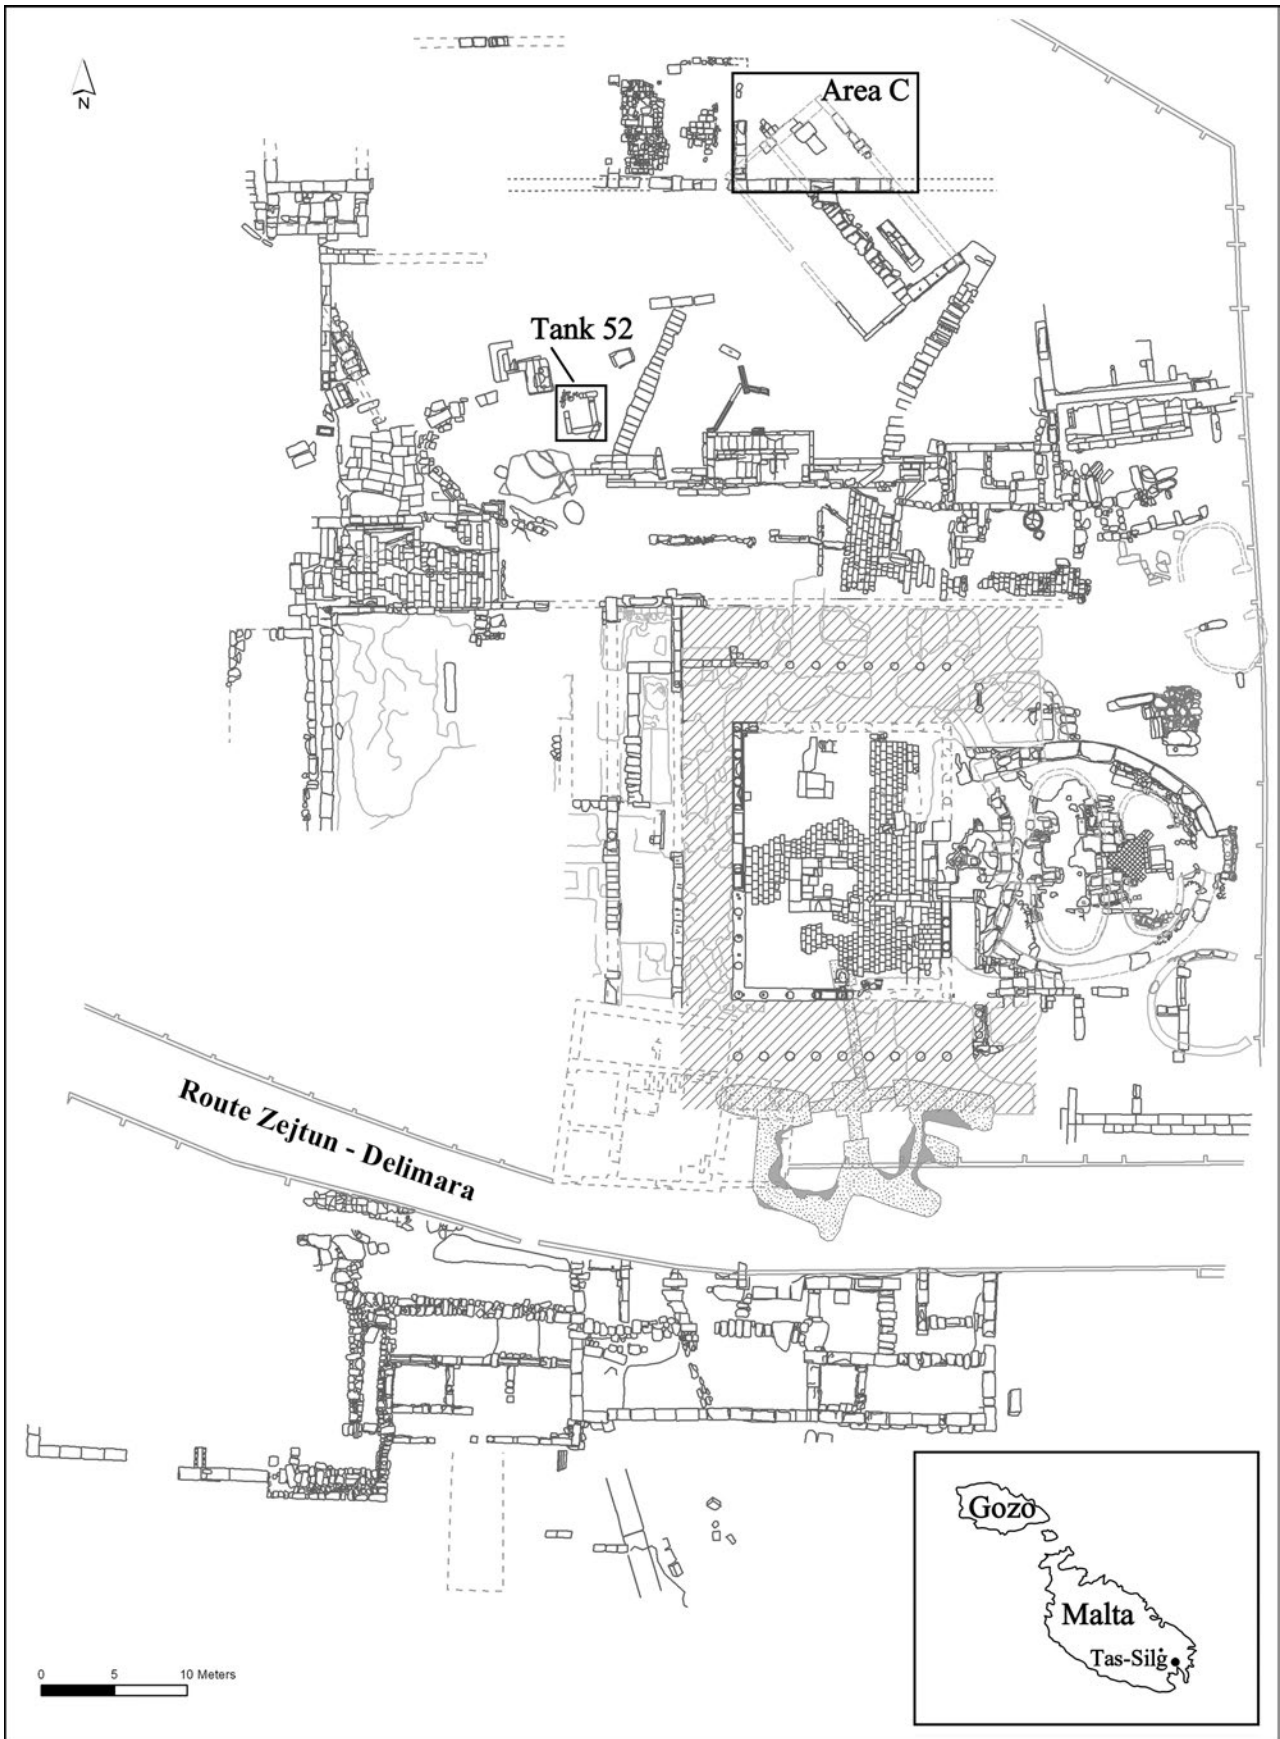 Area C
N
Tank 52
Route Zejtun - Delimara
Gozo
Malta
Tas-Silġ
0 5 10 Meters